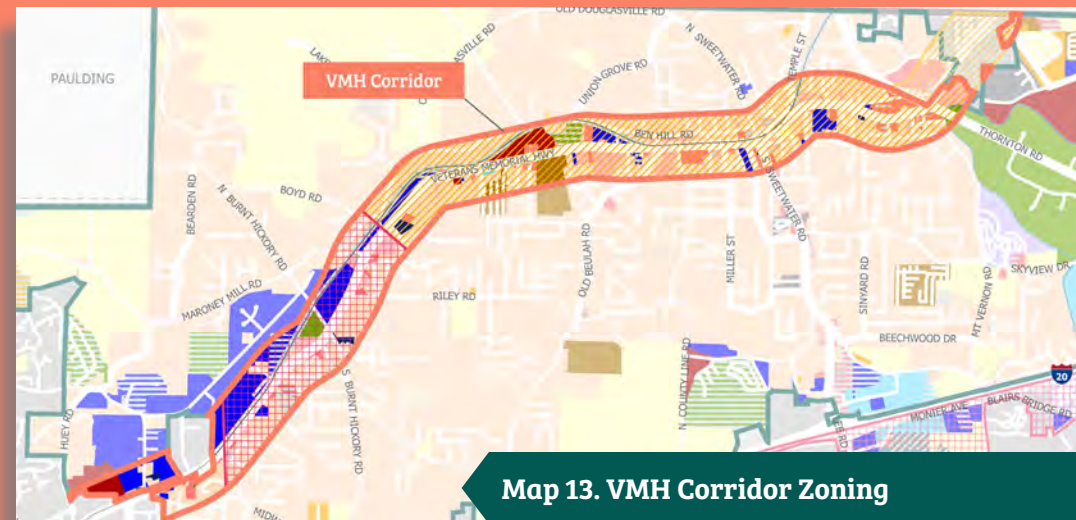 OLD DOUGLASVILLE RD
PAULDING
N SWEETWATER RD
TEMPLE ST
UNION GROVE RD
VMH Corridor
BEN HILL RD
THORNTON RD
VETERANS MEMORIAL HWY
BOYD RD
BEARDEN RD
N BURNT HICKORY RD
S SWEETWATER RD
OLD BEULAH RD
MILLER ST
SINYARD RD
MT VERNON RD
SKYVIEW DR
MARONEY MILL RD
RILEY RD
BEECHWOOD DR
S BURNT HICKORY RD
N COUNTY LINE RD
20
HUEY RD
MONIER AVE
BLAIRS BRIDGE RD
Map 13. VMH Corridor Zoning